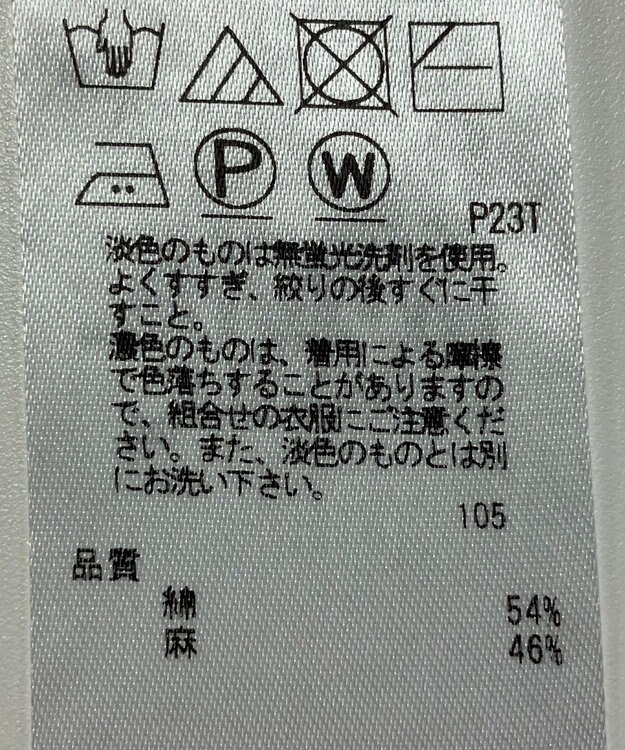 P W
P23T
淡色のものは無蛍光洗剤を使用。
よくすすぎ、絞りの後すぐに干
すこと。
濃色のものは、着用による摩擦
で色落ちすることがありますの
で、組合せの衣服にご注意くだ
さい。また、淡色のものとは別
にお洗い下さい。
105
品質
綿 54%
麻 46%